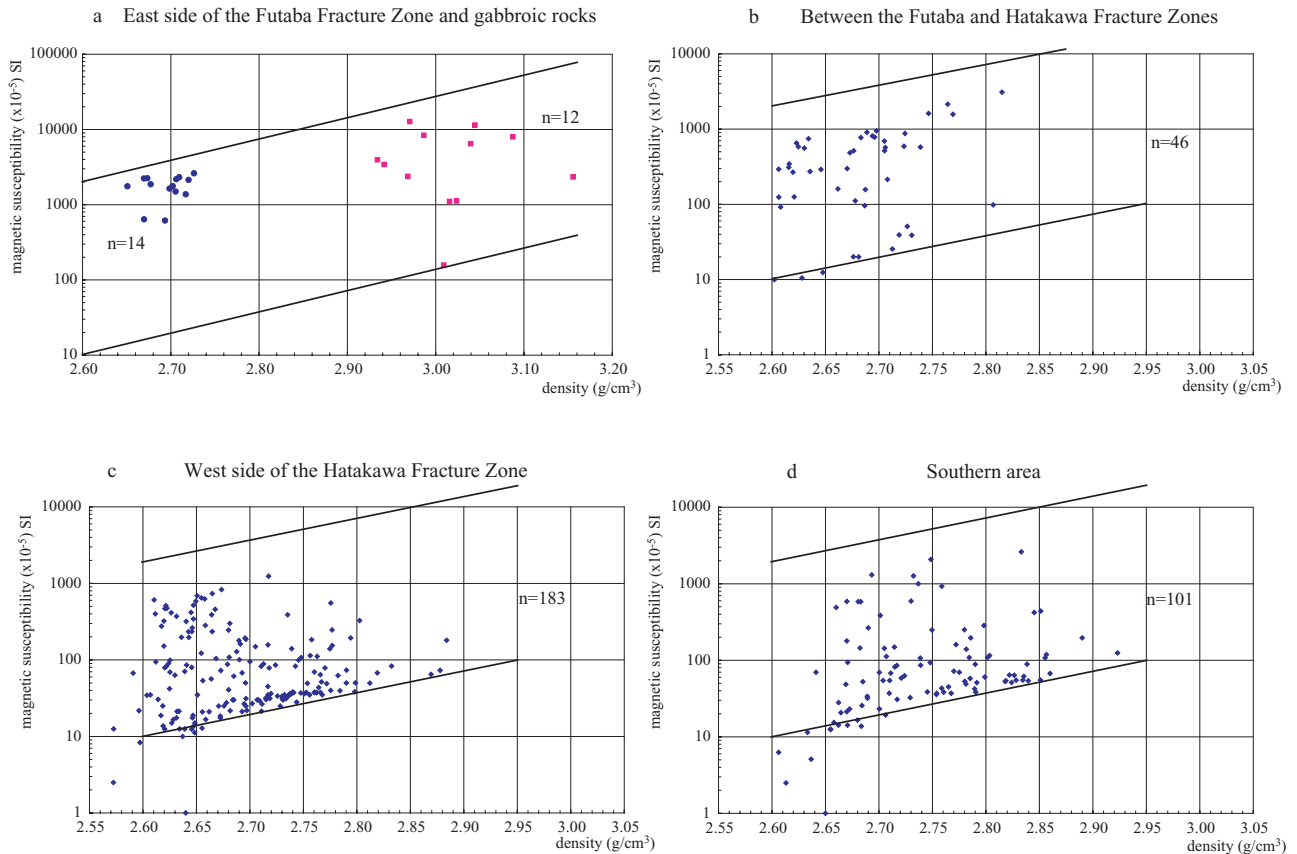 a East side of the Futaba Fracture Zone and gabbroic rocks
magnetic susceptibility (x10-5) SI
100000
10000
1000
100
10
n=12
n=14
2.60 2.70 2.80 2.90 3.00 3.10 3.20
density (g/cm3)
b Between the Futaba and Hatakawa Fracture Zones
magnetic susceptibility (x10-5) SI
10000
1000
100
10
1
n=46
2.55 2.60 2.65 2.70 2.75 2.80 2.85 2.90 2.95 3.00 3.05
density (g/cm3)
c West side of the Hatakawa Fracture Zone
magnetic susceptibility (x10-5) SI
10000
1000
100
10
1
n=183
2.55 2.60 2.65 2.70 2.75 2.80 2.85 2.90 2.95 3.00 3.05
density (g/cm3)
d Southern area
magnetic susceptibility (x10-5) SI
10000
1000
100
10
1
n=101
2.55 2.60 2.65 2.70 2.75 2.80 2.85 2.90 2.95 3.00 3.05
density (g/cm3)